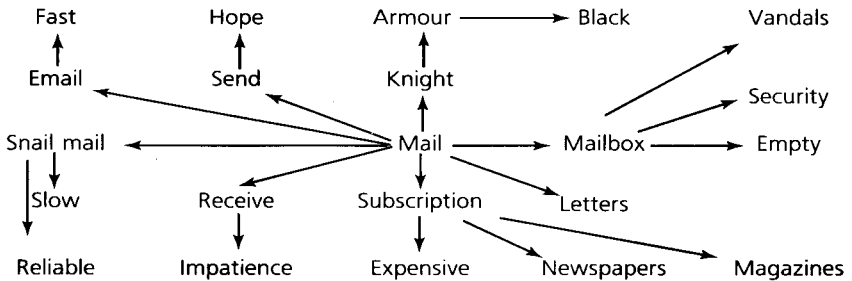 Fast Hope Armour Black Vandals
Email Send Knight
Security
Snail mail Mail Mailbox Empty
Slow Receive Subscription Letters
Reliable Impatience Expensive Newspapers Magazines